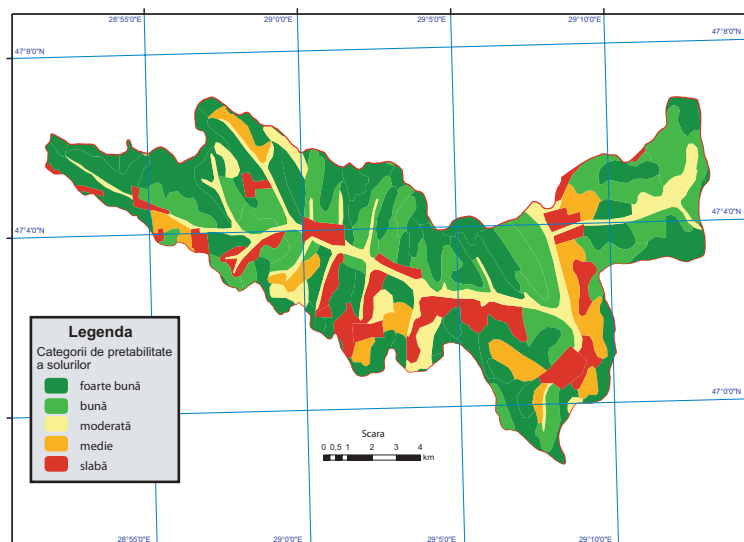 28°55'0"E 29°0'0"E 29°5'0"E 29°10'0"E
47°8'0"N 47°8'0"N
47°4'0"N 47°4'0"N
47°0'0"N
Legenda
Categorii de pretabilitate
a solurilor
foarte bună
bună
moderată
medie
slabă
Scara
0 0,5 1 2 3 4
km
28°55'0"E 29°0'0"E 29°5'0"E 29°10'0"E